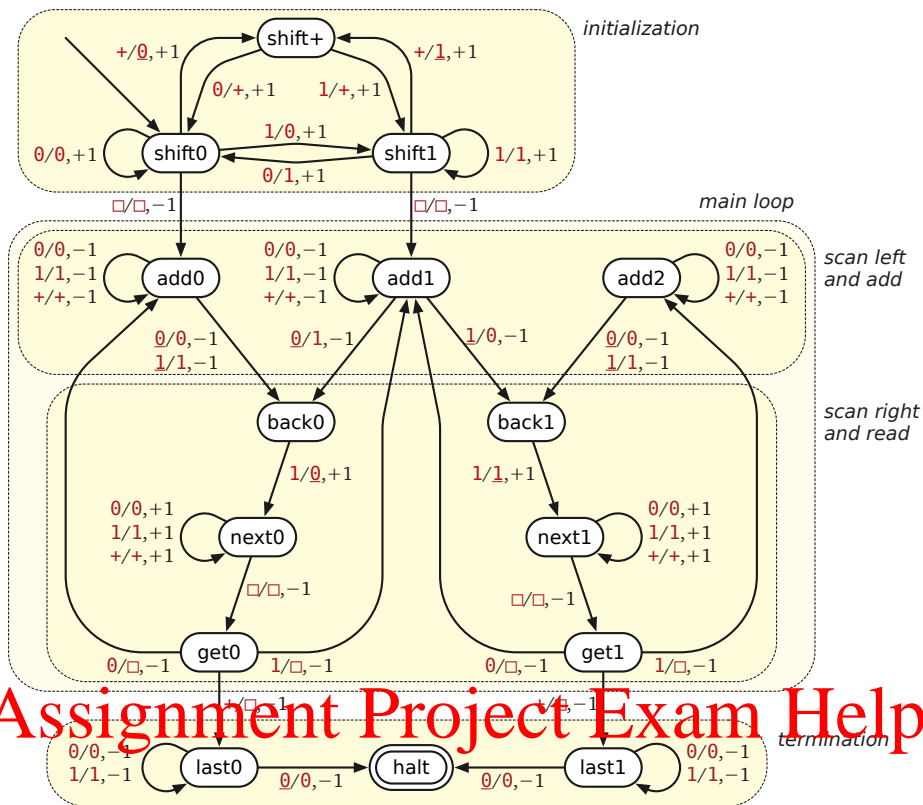 initialization
shift+
+/0̲,+1
+/1̲,+1
0/+,+1
1/+,+1
0/0,+1
shift0
1/0,+1
0/1,+1
shift1
1/1,+1
□/□,−1
□/□,−1
main loop
scan left
and add
0/0,−1
1/1,−1
+/+,−1
add0
0/0,−1
1/1,−1
+/+,−1
add1
add2
0/0,−1
1/1,−1
+/+,−1
0̲/0,−1
1̲/1,−1
0̲/1,−1
1̲/0,−1
0̲/0,−1
1̲/1,−1
scan right
and read
back0
back1
1/0̲,+1
1/1̲,+1
0/0,+1
1/1,+1
+/+,+1
next0
next1
0/0,+1
1/1,+1
+/+,+1
□/□,−1
□/□,−1
get0
get1
0/□,−1
1/□,−1
0/□,−1
1/□,−1
+/□,−1
+/□,−1
Assignment Project Exam Help
termination
0/0,−1
1/1,−1
last0
0̲/0,−1
halt
0̲/0,−1
last1
0/0,−1
1/1,−1